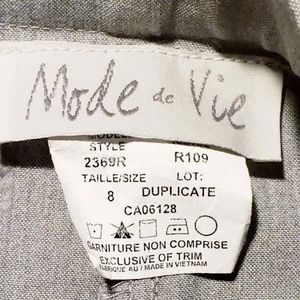 Mode de Vie
STYLE
2369R R109
TAILLE/SIZE LOT:
8 DUPLICATE
CA06128
GARNITURE NON COMPRISE
EXCLUSIVE OF TRIM
FABRIQUE AU / MADE IN VIETNAM